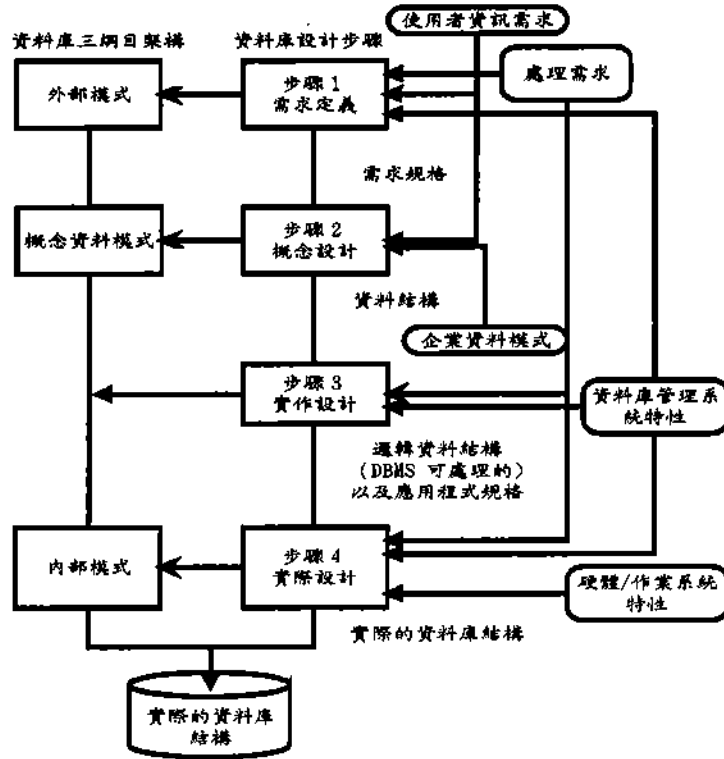 使用者資訊需求
資料庫三綱目架構
資料庫設計步驟
處理需求
步驟 1
需求定義
外部模式
需求規格
步驟 2
概念設計
概念資料模式
資料結構
企業資料模式
步驟 3
實作設計
資料庫管理系
統特性
邏輯資料結構
(DBMS 可處理的)
以及應用程式規格
步驟 4
實際設計
內部模式
硬體/作業系統
特性
實際的資料庫結構
實際的資料庫
結構